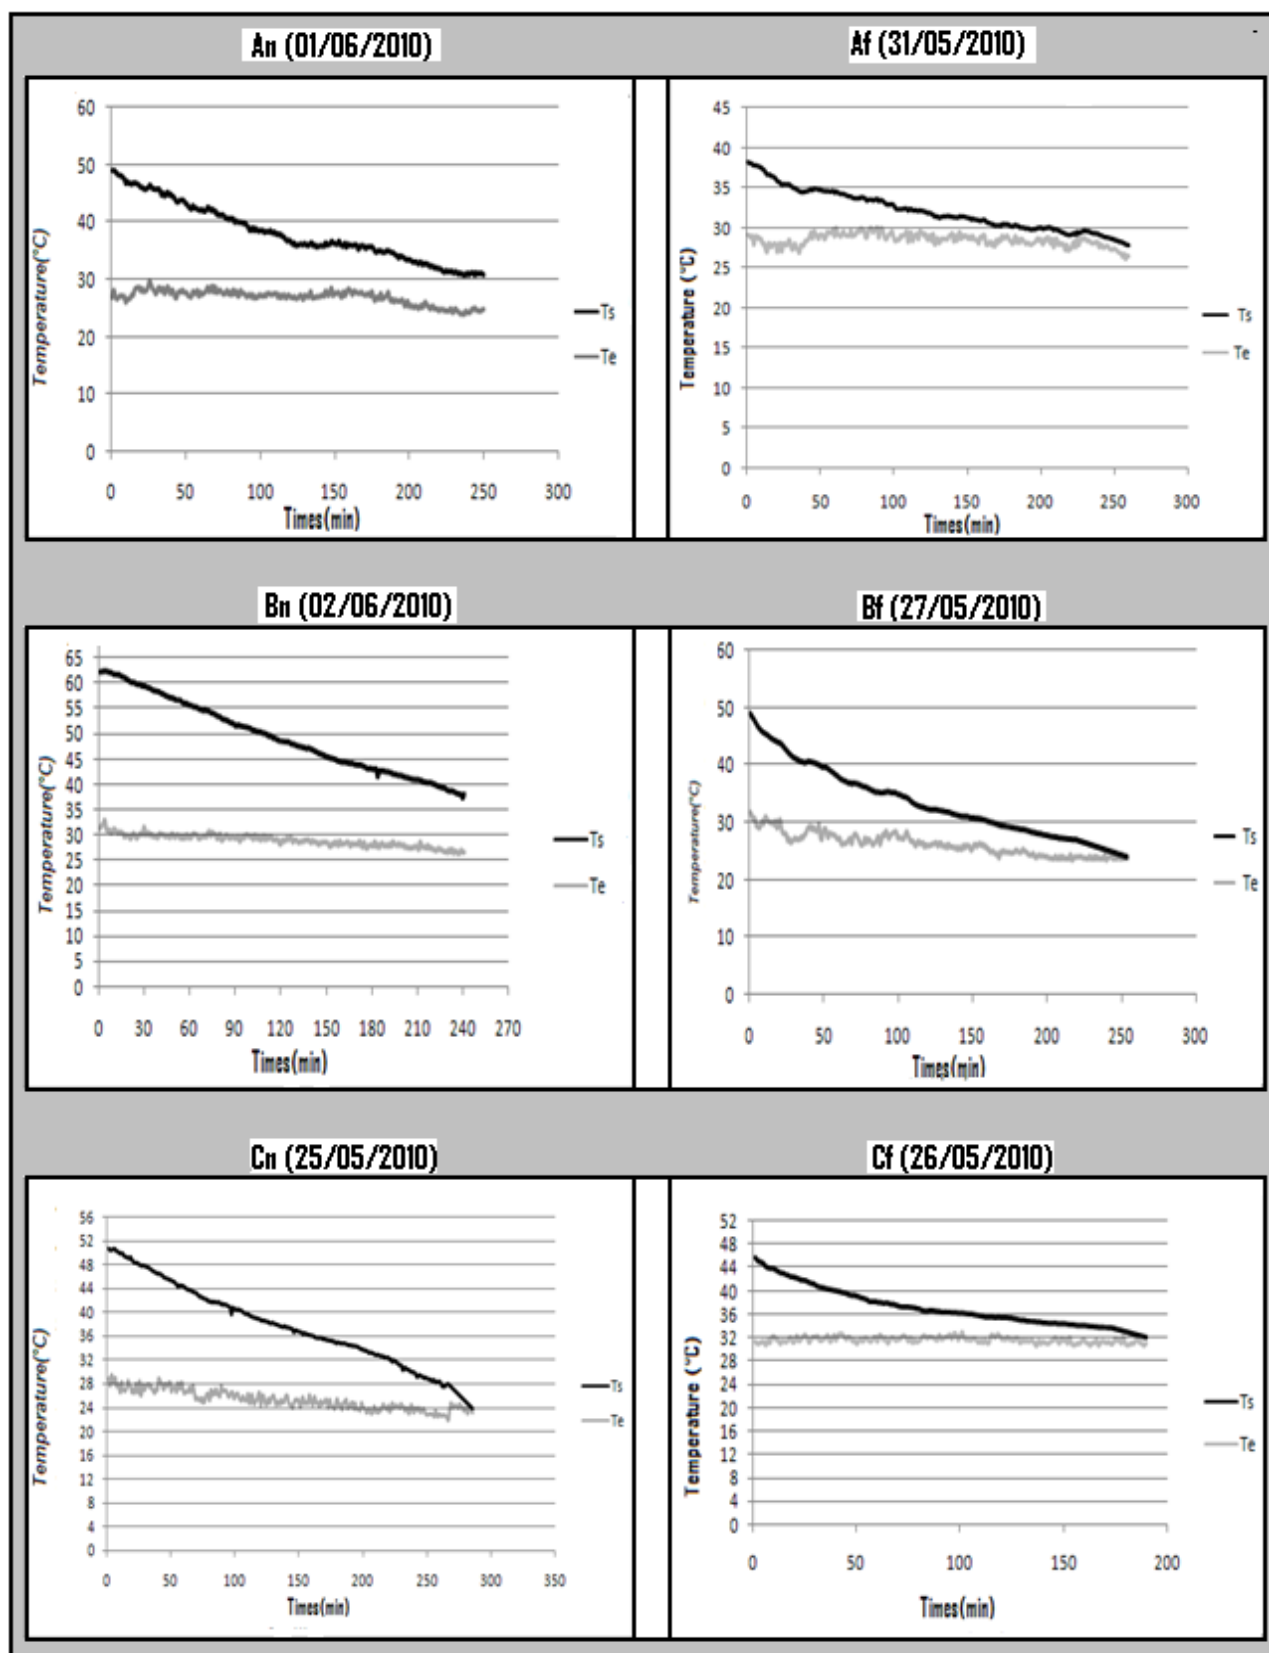 An (01/06/2010)
Af (31/05/2010)
60
50
40
30
20
10
0
Temperature(°C)
0 50 100 150 200 250 300
Times(min)
Ts
Te
45
40
35
30
25
20
15
10
5
0
Temperature (°C)
0 50 100 150 200 250 300
Times(min)
Ts
Te
Bn (02/06/2010)
Bf (27/05/2010)
65
60
55
50
45
40
35
30
25
20
15
10
5
0
Temperature(°C)
0 30 60 90 120 150 180 210 240 270
Times(min)
Ts
Te
60
50
40
30
20
10
0
Temperature(°C)
0 50 100 150 200 250 300
Times(min)
Ts
Te
Cn (25/05/2010)
Cf (26/05/2010)
56
52
48
44
40
36
32
28
24
20
16
12
8
4
0
Temperature(°C)
0 50 100 150 200 250 300 350
Times(min)
Ts
Te
52
48
44
40
36
32
28
24
20
16
12
8
4
0
Temperature (°C)
0 50 100 150 200
Times(min)
Ts
Te